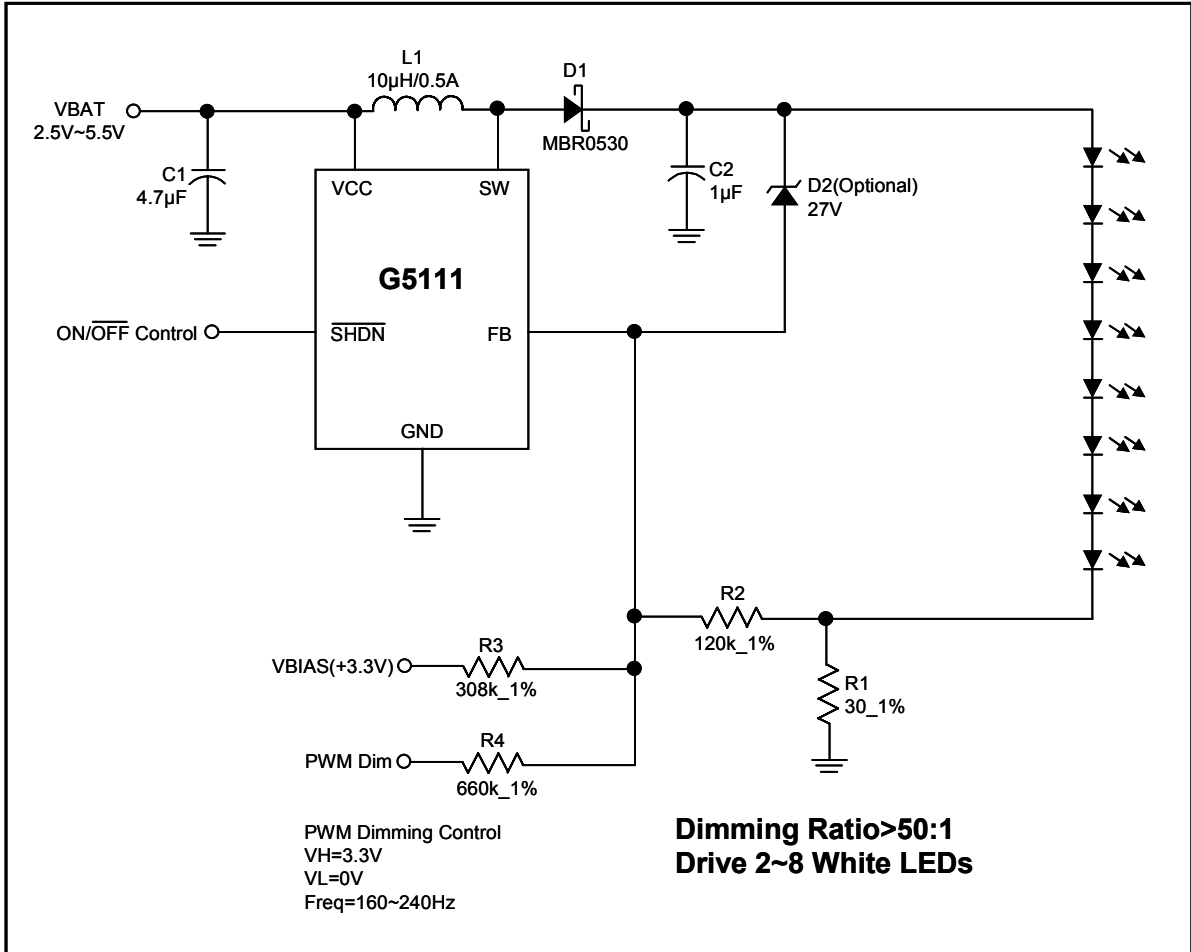 L1
10µH/0.5A
D1
MBR0530
VBAT
2.5V~5.5V
C1
4.7µF
VCC
SW
C2
1µF
D2(Optional)
27V
G5111
ON/OFF Control
SHDN
FB
GND
R2
120k_1%
VBIAS(+3.3V)
R3
308k_1%
R1
30_1%
PWM Dim
R4
660k_1%
PWM Dimming Control
VH=3.3V
VL=0V
Freq=160~240Hz
Dimming Ratio>50:1
Drive 2~8 White LEDs